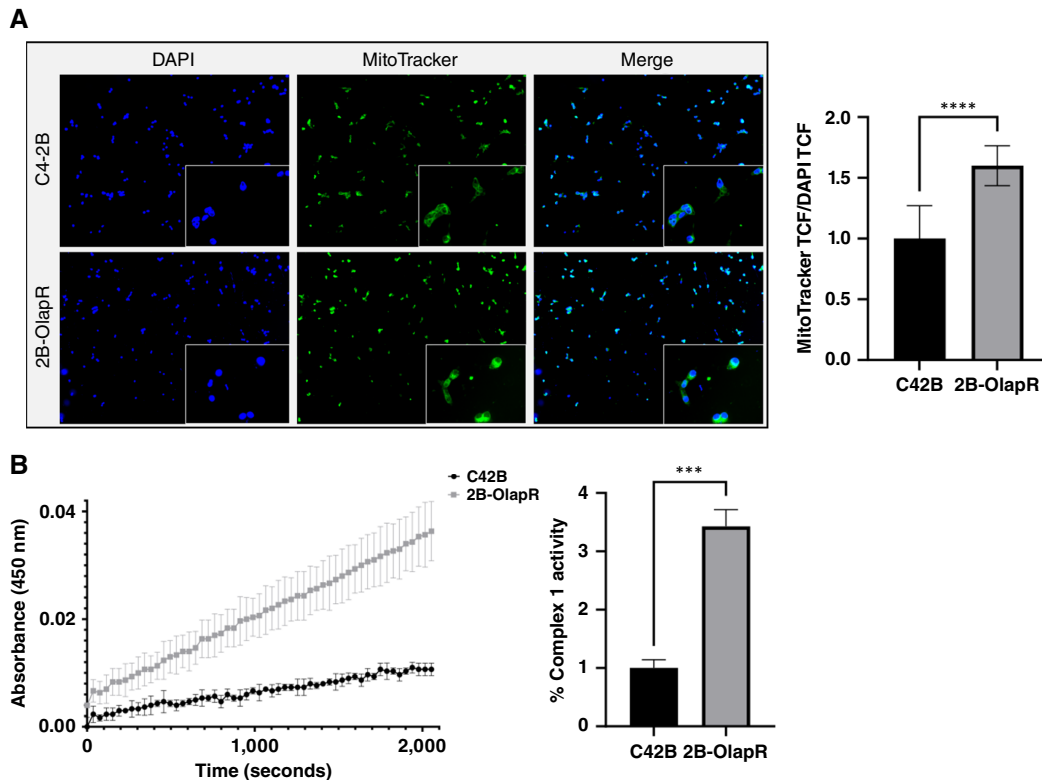 A
DAPI
MitoTracker
Merge
C4-2B
2B-OlapR
MitoTracker TCF/DAPI TCF
2.0
1.5
1.0
0.5
0.0
****
C42B
2B-OlapR
B
C42B
2B-OlapR
Absorbance (450 nm)
0.04
0.02
0.00
0
1,000
2,000
Time (seconds)
% Complex 1 activity
4
3
2
1
0
***
C42B
2B-OlapR